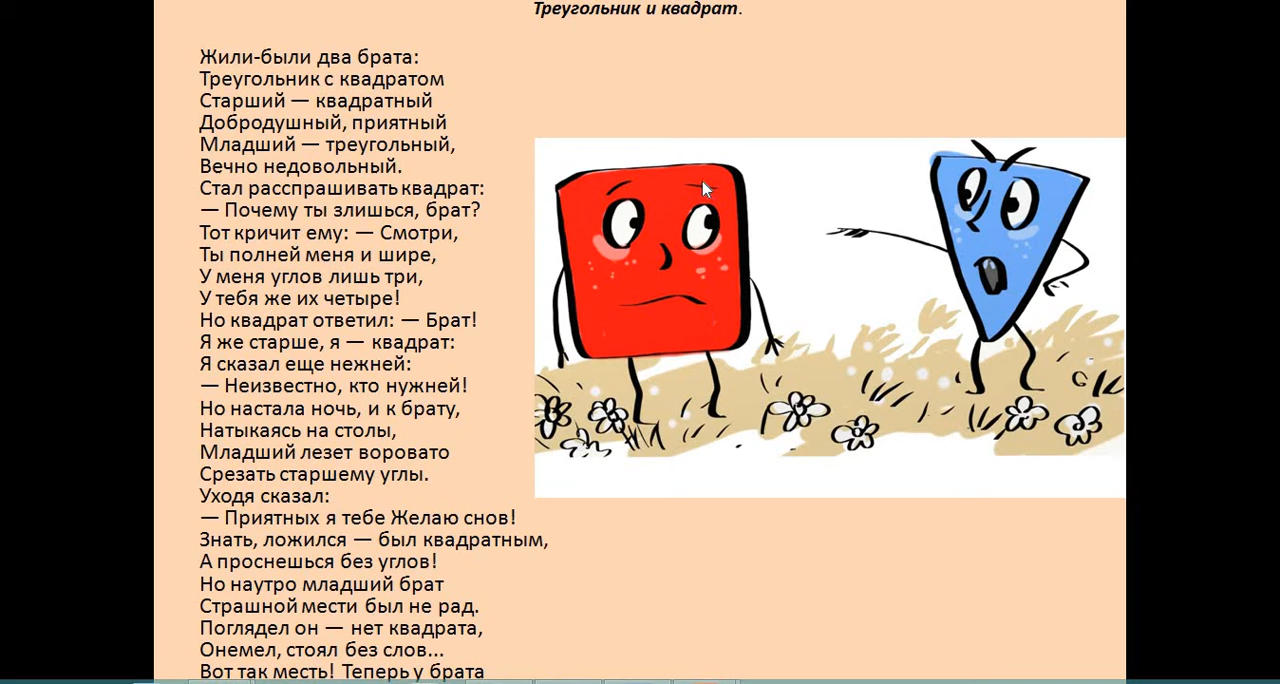 Треугольник и квадрат.
Жили-были два брата:
Треугольник с квадратом
Старший — квадратный
Добродушный, приятный
Младший — треугольный,
Вечно недовольный.
Стал расспрашивать квадрат:
— Почему ты злишься, брат?
Тот кричит ему: — Смотри,
Ты полней меня и шире,
У меня углов лишь три,
У тебя же их четыре!
Но квадрат ответил: — Брат!
Я же старше, я — квадрат:
Я сказал еще нежней:
— Неизвестно, кто нужней!
Но настала ночь, и к брату,
Натыкаясь на столы,
Младший лезет воровато
Срезать старшему углы.
Уходя сказал:
— Приятных я тебе Желаю снов!
Знать, ложился — был квадратным,
А проснешься без углов!
Но наутро младший брат
Страшной мести был не рад.
Поглядел он — нет квадрата,
Онемел, стоял без слов...
Вот так месть! Теперь у брата